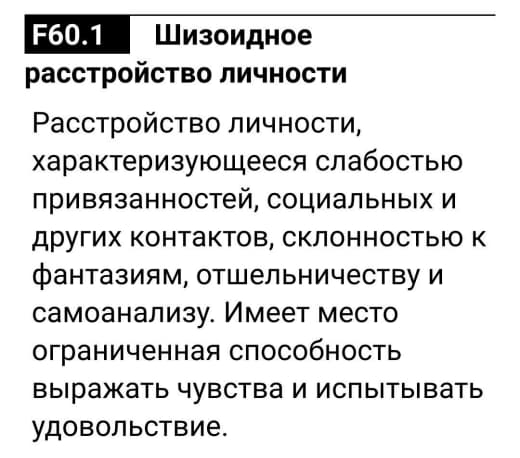 F60.1 Шизоидное
расстройство личности
Расстройство личности,
характеризующееся слабостью
привязанностей, социальных и
других контактов, склонностью к
фантазиям, отшельничеству и
самоанализу. Имеет место
ограниченная способность
выражать чувства и испытывать
удовольствие.